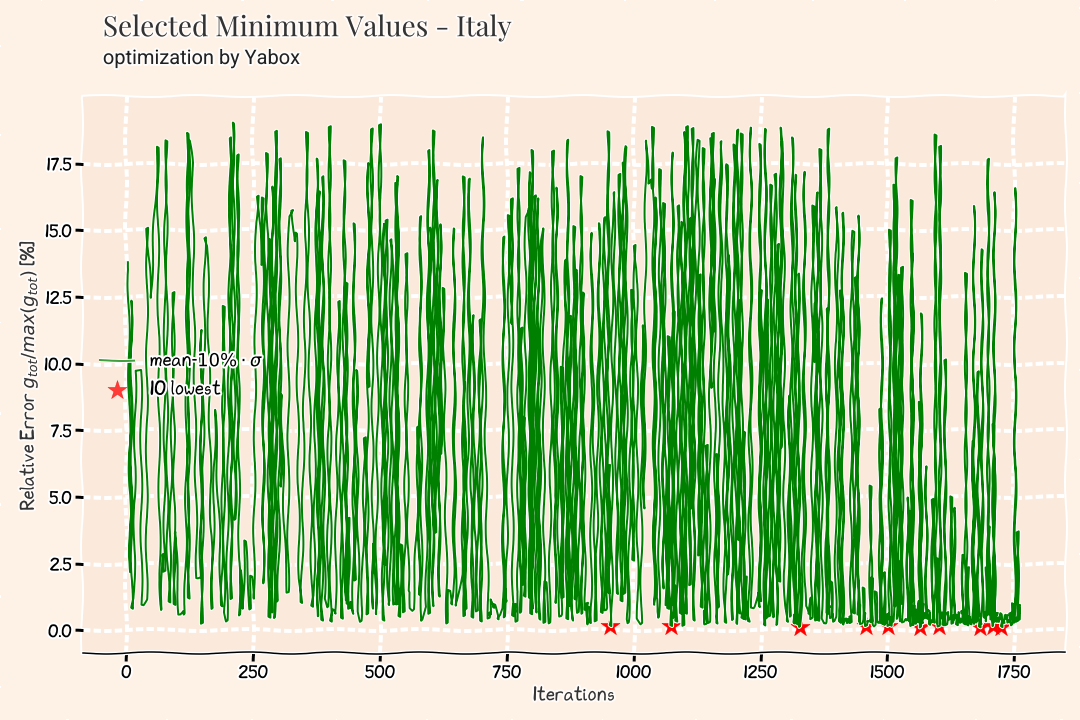 Selected Minimum Values - Italy
optimization by Yabox
Relative Error g_tot/max(g_tot) [%]
17.5
15.0
12.5
10.0
7.5
5.0
2.5
0.0
mean-10% · σ
10 lowest
0 250 500 750 1000 1250 1500 1750
Iterations